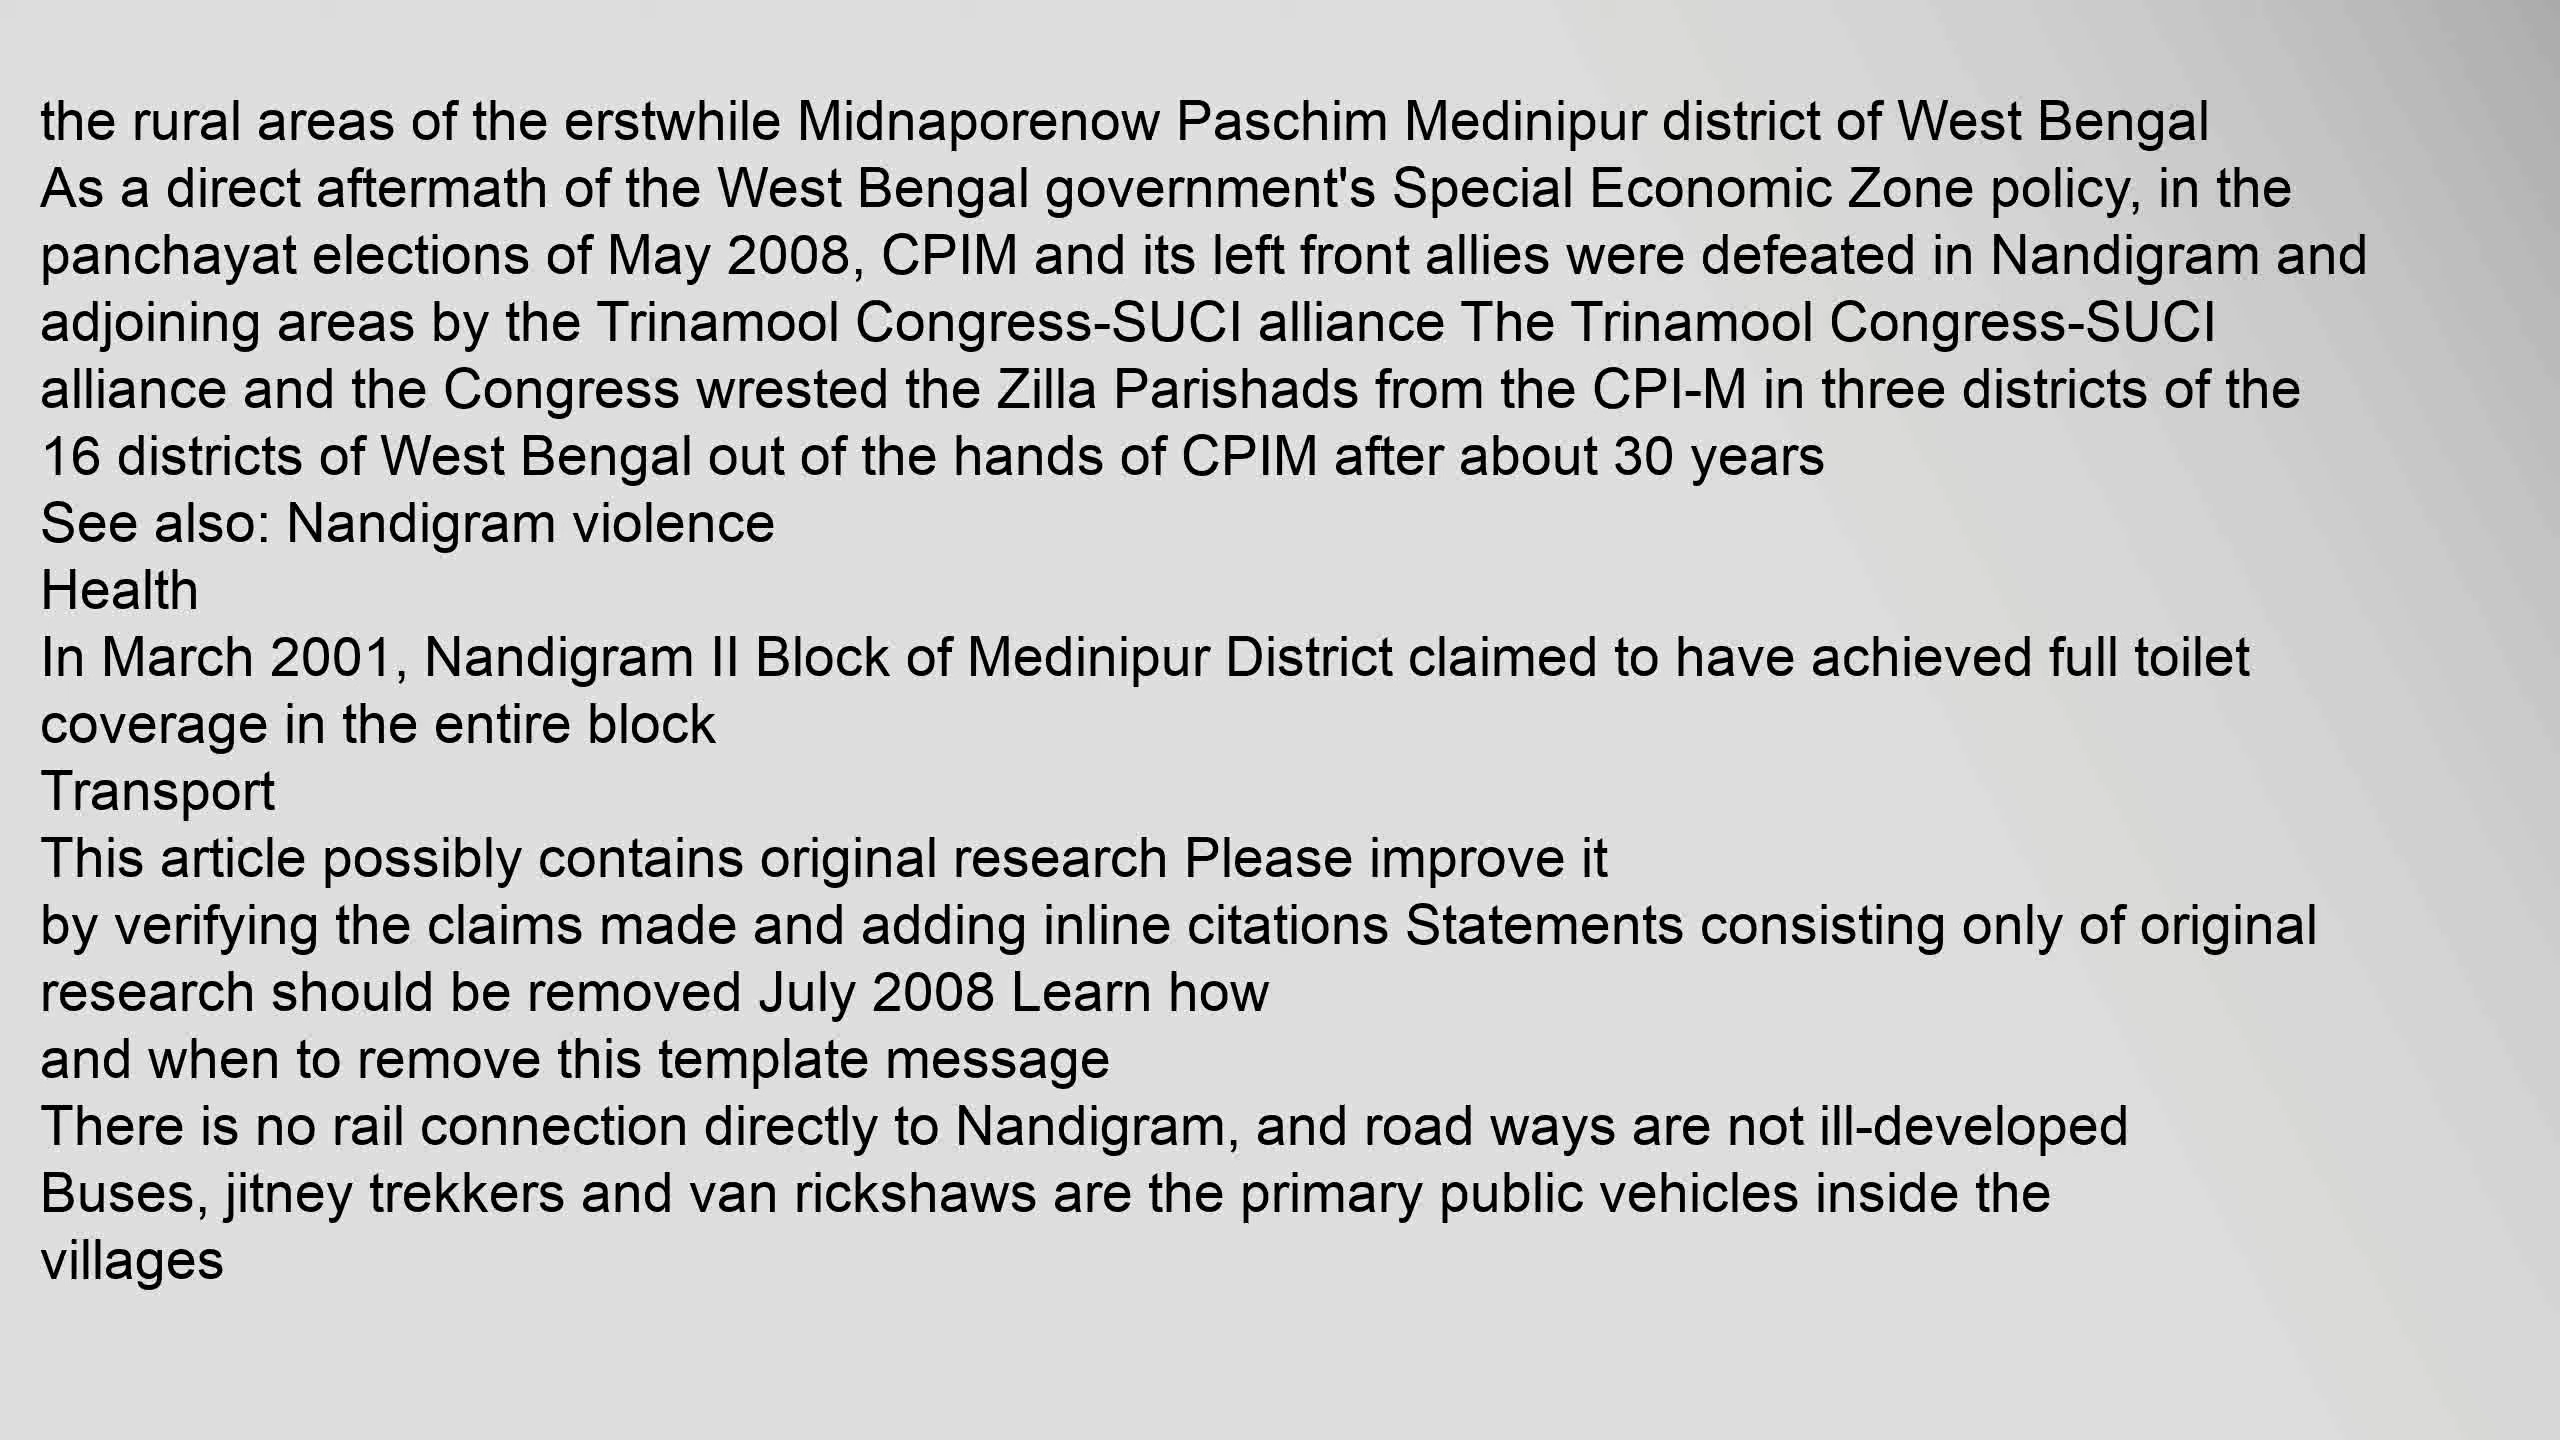 the rural areas of the erstwhile Midnaporenow Paschim Medinipur district of West Bengal
As a direct aftermath of the West Bengal government's Special Economic Zone policy, in the
panchayat elections of May 2008, CPIM and its left front allies were defeated in Nandigram and
adjoining areas by the Trinamool Congress-SUCI alliance The Trinamool Congress-SUCI
alliance and the Congress wrested the Zilla Parishads from the CPI-M in three districts of the
16 districts of West Bengal out of the hands of CPIM after about 30 years
See also: Nandigram violence
Health
In March 2001, Nandigram II Block of Medinipur District claimed to have achieved full toilet
coverage in the entire block
Transport
This article possibly contains original research Please improve it
by verifying the claims made and adding inline citations Statements consisting only of original
research should be removed July 2008 Learn how
and when to remove this template message
There is no rail connection directly to Nandigram, and road ways are not ill-developed
Buses, jitney trekkers and van rickshaws are the primary public vehicles inside the
villages